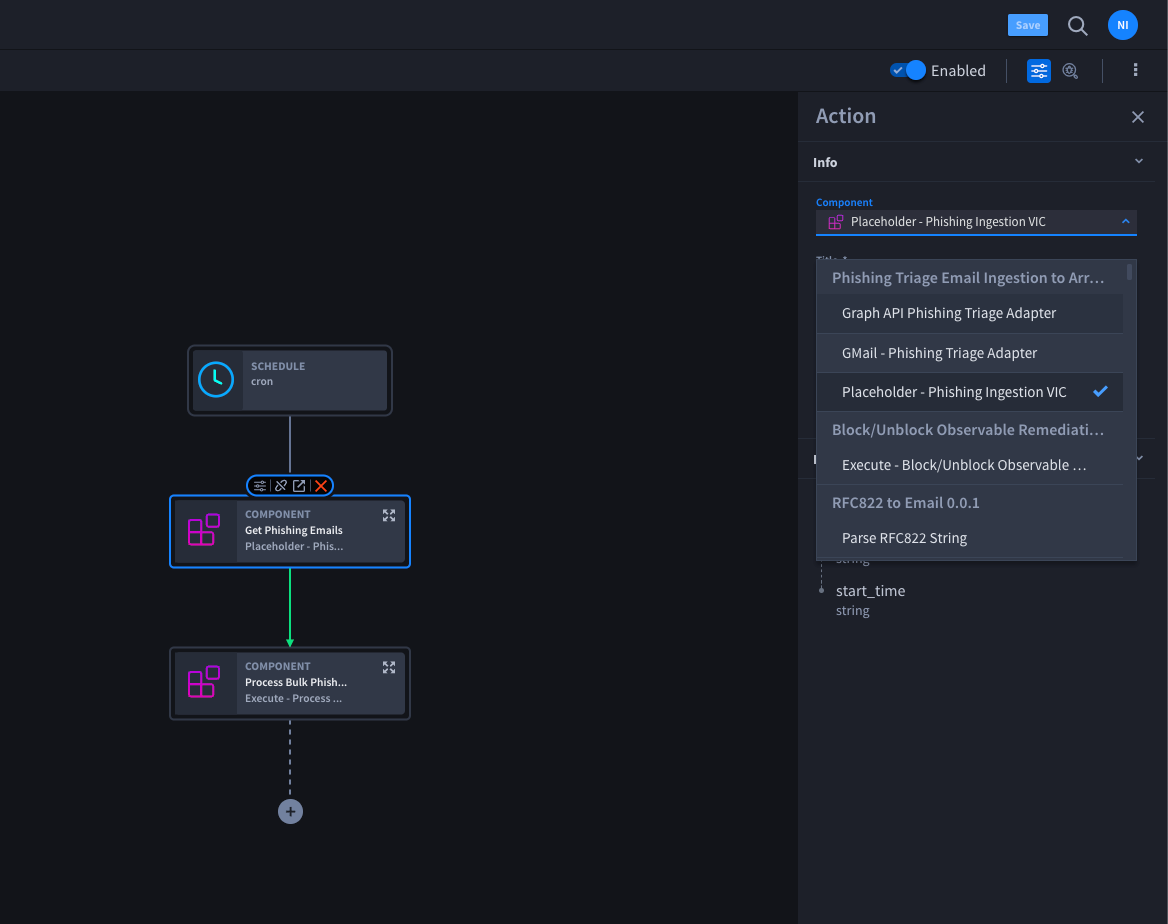 Save
NI
Enabled
Action
Info
Component
Placeholder - Phishing Ingestion VIC
Title *
Phishing Triage Email Ingestion to Arr...
Graph API Phishing Triage Adapter
GMail - Phishing Triage Adapter
Placeholder - Phishing Ingestion VIC
Block/Unblock Observable Remediati...
Execute - Block/Unblock Observable ...
RFC822 to Email 0.0.1
Parse RFC822 String
string
start_time
string
SCHEDULE
cron
COMPONENT
Get Phishing Emails
Placeholder - Phis...
COMPONENT
Process Bulk Phish...
Execute - Process ...